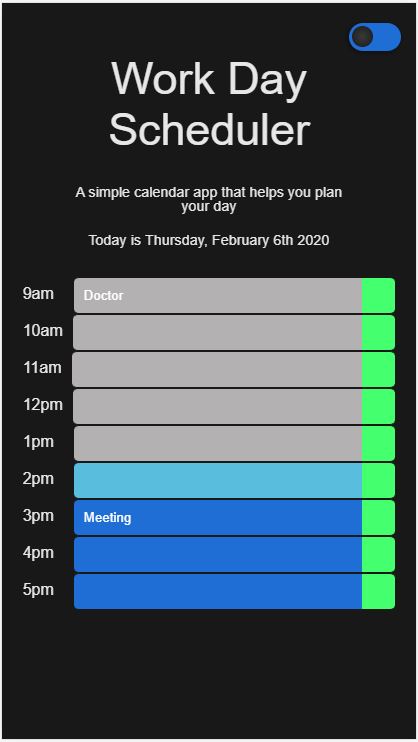 Work Day
Scheduler
A simple calendar app that helps you plan
your day
Today is Thursday, February 6th 2020
9am Doctor
10am
11am
12pm
1pm
2pm
3pm Meeting
4pm
5pm